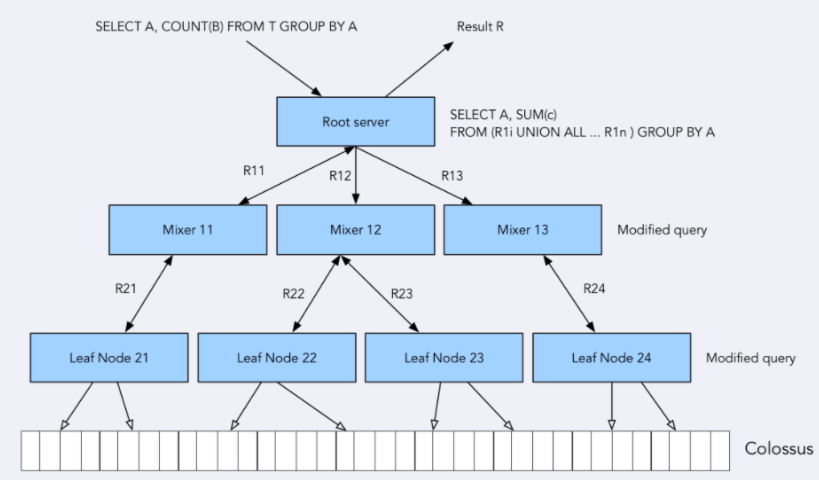 SELECT A, COUNT(B) FROM T GROUP BY A
Result R
Root server
SELECT A, SUM(c)
FROM (R1i UNION ALL ... R1n ) GROUP BY A
R11
R12
R13
Mixer 11
Mixer 12
Mixer 13
Modified query
R21
R22
R23
R24
Leaf Node 21
Leaf Node 22
Leaf Node 23
Leaf Node 24
Modified query
Colossus